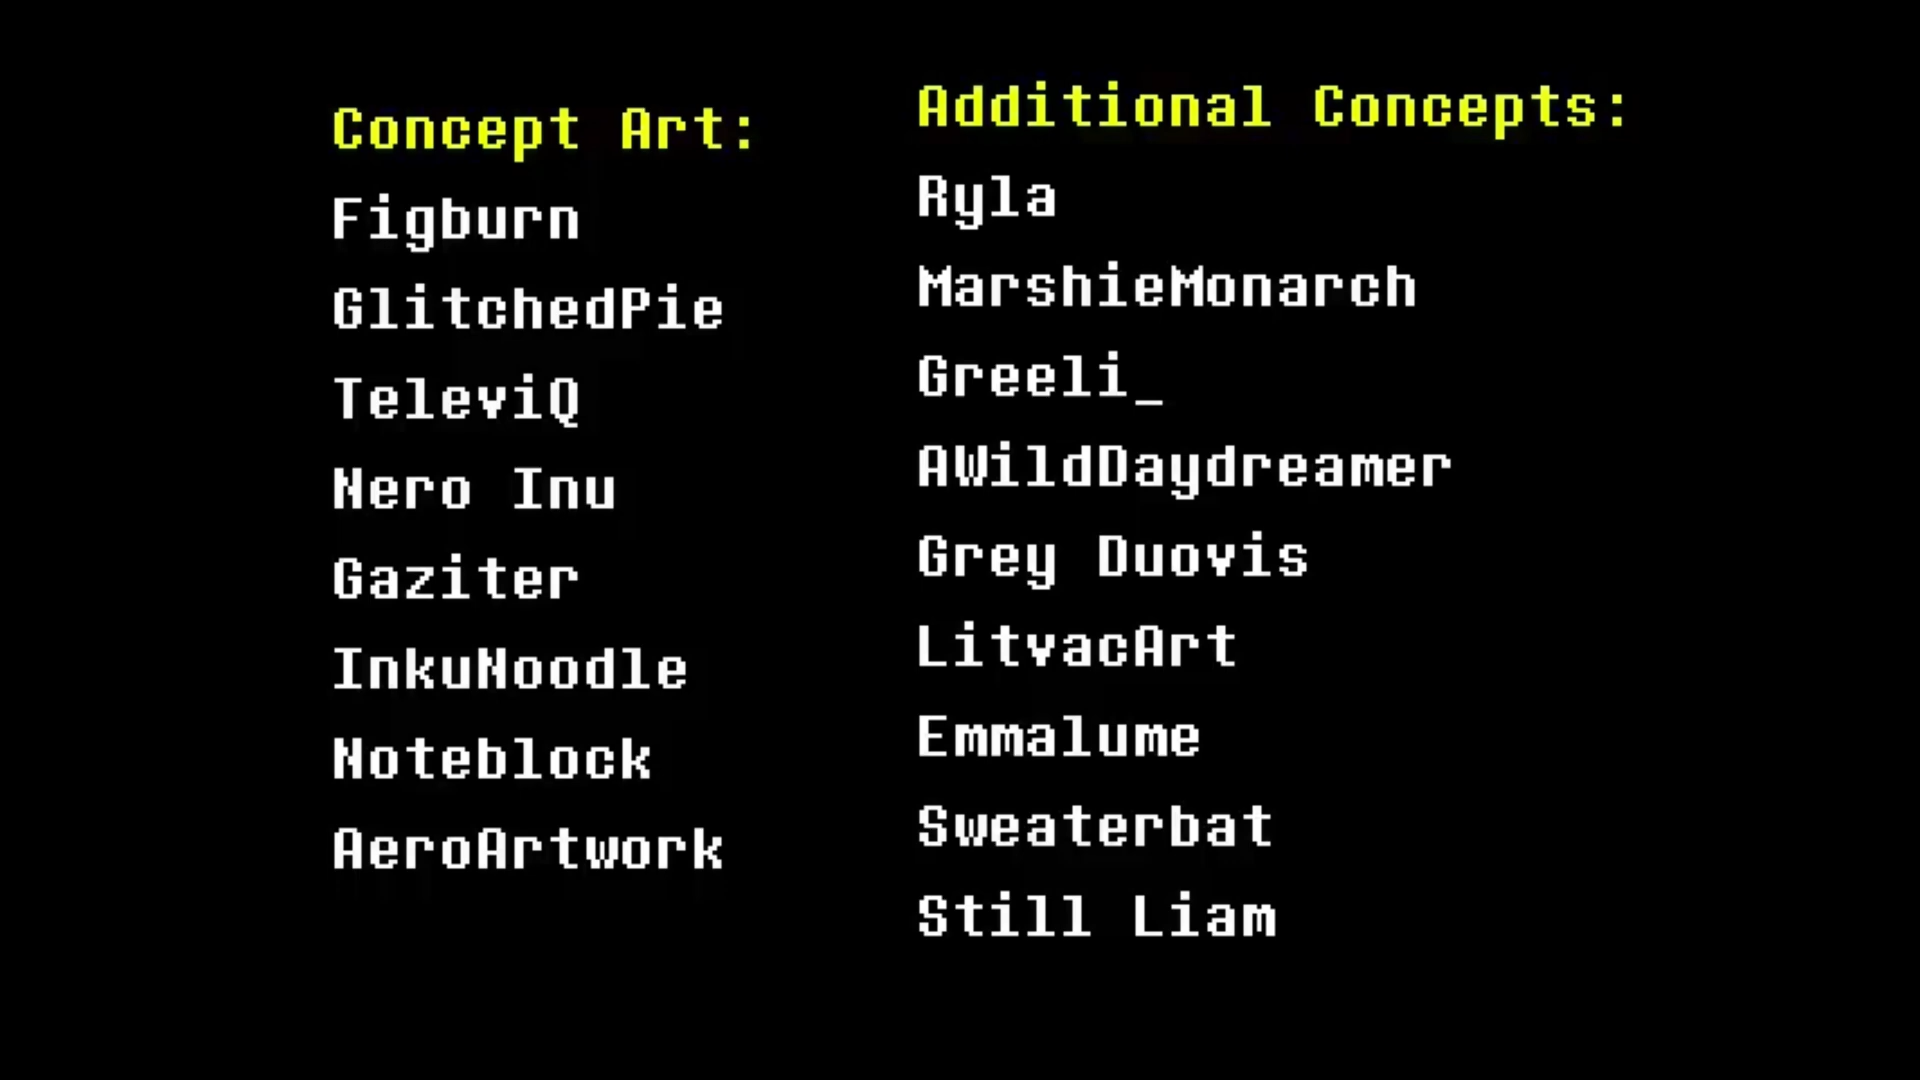 Concept Art:
Figburn
GlitchedPie
TeleviQ
Nero Inu
Gaziter
InkuNoodle
Noteblock
AeroArtwork
Additional Concepts:
Ryla
MarshieMonarch
Greeli_
AWildDaydreamer
Grey Duovis
LitvacArt
Emmalume
Sweaterbat
Still Liam